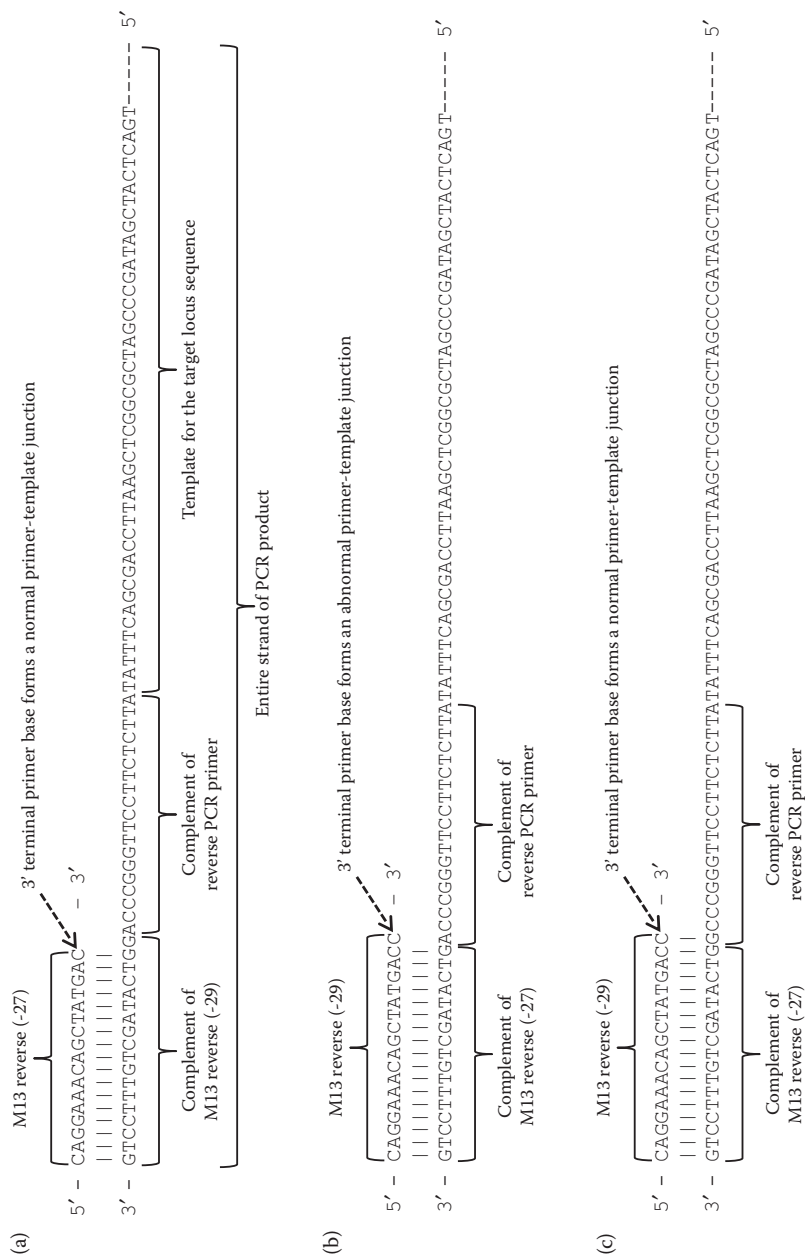 (a)
M13 reverse (-27)
3′ terminal primer base forms a normal primer-template junction
5′ – CAGGAAACAGCTATGAC – 3′
| | | | | | | | | | | | | | | | |
3′ – GTCCTTTGTCGATACTGGACCCGGGTTCCTTCTCTTATATTTCAGCGACCTTAAGCTCGGCGCTAGCCCGATAGCTACTCAGT------ 5′
Complement of
M13 reverse (-29)
Complement of
reverse PCR primer
Template for the target locus sequence
Entire strand of PCR product
(b)
M13 reverse (-29)
3′ terminal primer base forms an abnormal primer-template junction
5′ – CAGGAAACAGCTATGACC – 3′
| | | | | | | | | | | | | | | | |
3′ – GTCCTTTGTCGATACTGACCCGGGTTCCTTCTCTTATATTTCAGCGACCTTAAGCTCGGCGCTAGCCCGATAGCTACTCAGT------ 5′
Complement of
M13 reverse (-27)
Complement of
reverse PCR primer
(c)
M13 reverse (-29)
3′ terminal primer base forms a normal primer-template junction
5′ – CAGGAAACAGCTATGACC – 3′
| | | | | | | | | | | | | | | | | |
3′ – GTCCTTTGTCGATACTGGCCCGGGTTCCTTCTCTTATATTTCAGCGACCTTAAGCTCGGCGCTAGCCCGATAGCTACTCAGT------ 5′
Complement of
M13 reverse (-27)
Complement of
reverse PCR primer